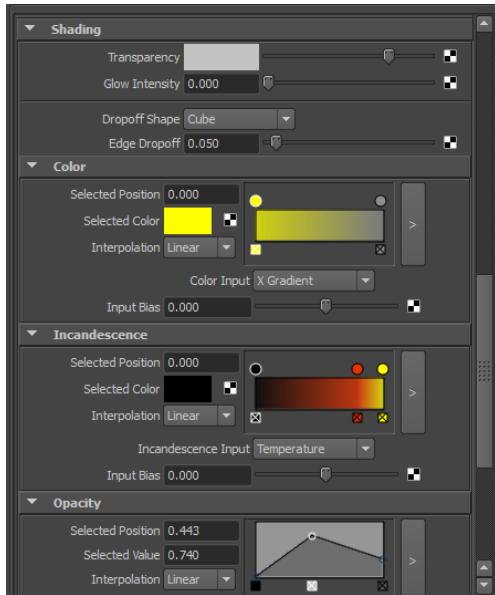 Shading
Transparency
Glow Intensity 0.000
Dropoff Shape Cube
Edge Dropoff 0.050
Color
Selected Position 0.000
Selected Color
Interpolation Linear
>
Color Input X Gradient
Input Bias 0.000
Incandescence
Selected Position 0.000
Selected Color
Interpolation Linear
>
Incandescence Input Temperature
Input Bias 0.000
Opacity
Selected Position 0.443
Selected Value 0.740
Interpolation Linear
>